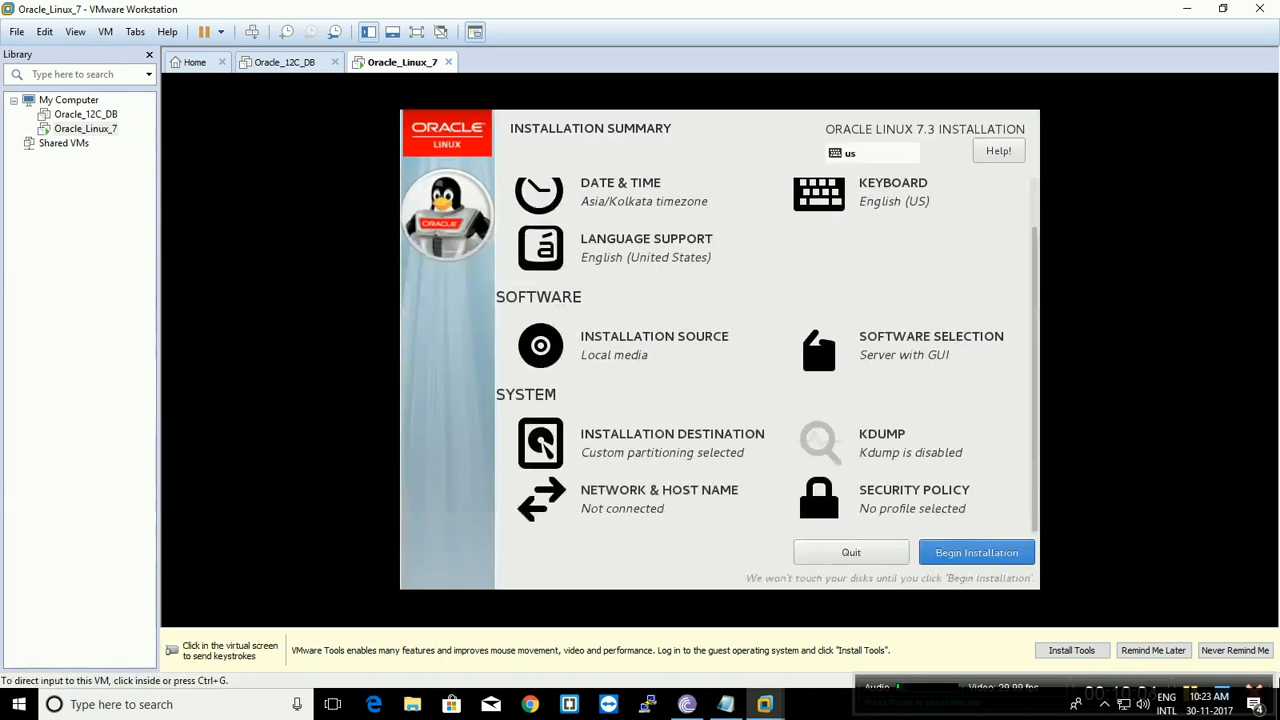 Oracle_Linux_7 - VMware Workstation
File Edit View VM Tabs Help
Library
Type here to search
My Computer
Oracle_12C_DB
Oracle_Linux_7
Shared VMs
Home Oracle_12C_DB Oracle_Linux_7
ORACLE
LINUX
ORACLE
INSTALLATION SUMMARY
ORACLE LINUX 7.3 INSTALLATION
us
Help!
DATE & TIME
Asia/Kolkata timezone
KEYBOARD
English (US)
LANGUAGE SUPPORT
English (United States)
SOFTWARE
INSTALLATION SOURCE
Local media
SOFTWARE SELECTION
Server with GUI
SYSTEM
INSTALLATION DESTINATION
Custom partitioning selected
KDUMP
Kdump is disabled
NETWORK & HOST NAME
Not connected
SECURITY POLICY
No profile selected
Quit
Begin Installation
We won't touch your disks until you click 'Begin Installation'.
Click in the virtual screen
to send keystrokes
VMware Tools enables many features and improves mouse movement, video and performance. Log in to the guest operating system and click "Install Tools".
Install Tools
Remind Me Later
Never Remind Me
To direct input to this VM, click inside or press Ctrl+G.
Audio
Video: 29.99 fps
Type here to search
ENG
INTL
10:23 AM
30-11-2017